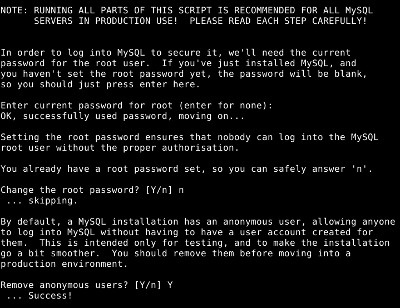 NOTE: RUNNING ALL PARTS OF THIS SCRIPT IS RECOMMENDED FOR ALL MySQL
SERVERS IN PRODUCTION USE!  PLEASE READ EACH STEP CAREFULLY!
In order to log into MySQL to secure it, we'll need the current
password for the root user.  If you've just installed MySQL, and
you haven't set the root password yet, the password will be blank,
so you should just press enter here.
Enter current password for root (enter for none):
OK, successfully used password, moving on...
Setting the root password ensures that nobody can log into the MySQL
root user without the proper authorisation.
You already have a root password set, so you can safely answer 'n'.
Change the root password? [Y/n] n
... skipping.
By default, a MySQL installation has an anonymous user, allowing anyone
to log into MySQL without having to have a user account created for
them.  This is intended only for testing, and to make the installation
go a bit smoother.  You should remove them before moving into a
production environment.
Remove anonymous users? [Y/n] Y
... Success!